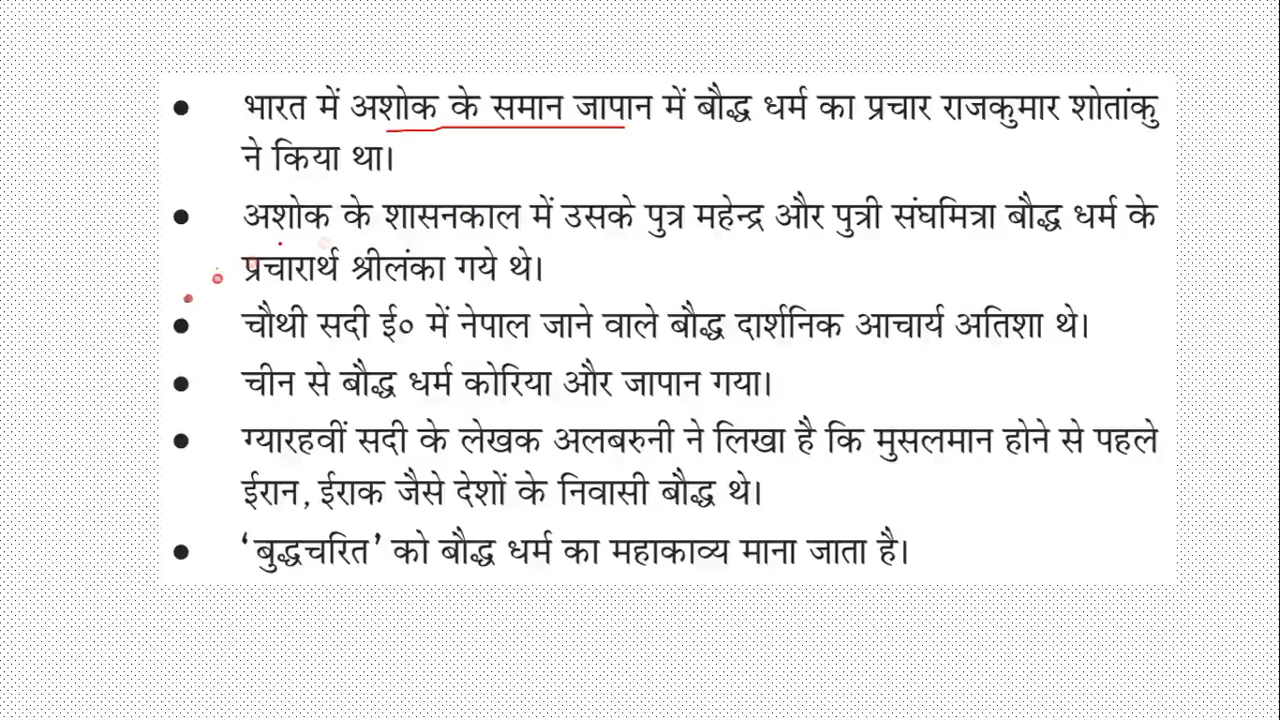 • भारत में अशोक के समान जापान में बौद्ध धर्म का प्रचार राजकुमार शोतांकु
ने किया था।
• अशोक के शासनकाल में उसके पुत्र महेन्द्र और पुत्री संघमित्रा बौद्ध धर्म के
प्रचारार्थ श्रीलंका गये थे।
• चौथी सदी ई० में नेपाल जाने वाले बौद्ध दार्शनिक आचार्य अतिशा थे।
• चीन से बौद्ध धर्म कोरिया और जापान गया।
• ग्यारहवीं सदी के लेखक अलबरुनी ने लिखा है कि मुसलमान होने से पहले
ईरान, ईराक जैसे देशों के निवासी बौद्ध थे।
• ‘बुद्धचरित’ को बौद्ध धर्म का महाकाव्य माना जाता है।